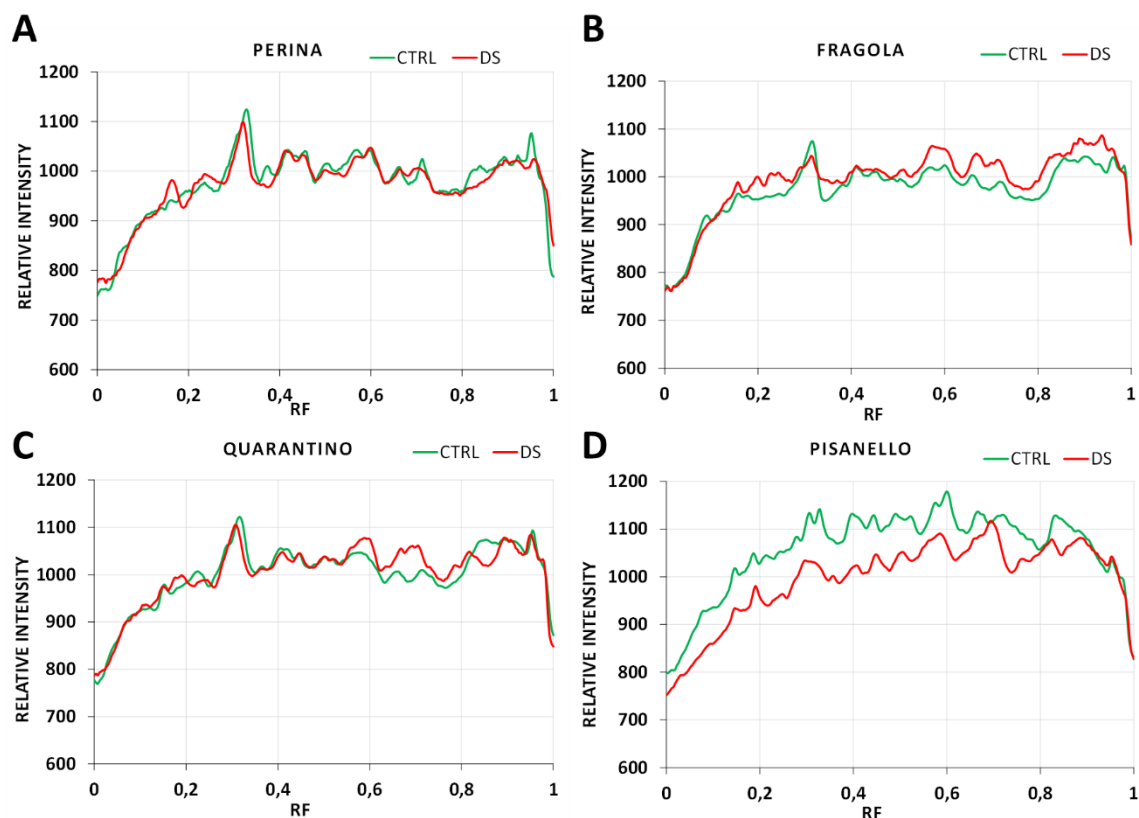 A
PERINA
CTRL DS
RELATIVE INTENSITY
1200
1100
1000
900
800
700
600
0 0,2 0,4 0,6 0,8 1
RF
B
FRAGOLA
CTRL DS
RELATIVE INTENSITY
1200
1100
1000
900
800
700
600
0 0,2 0,4 0,6 0,8 1
RF
C
QUARANTINO
CTRL DS
RELATIVE INTENSITY
1200
1100
1000
900
800
700
600
0 0,2 0,4 0,6 0,8 1
RF
D
PISANELLO
CTRL DS
RELATIVE INTENSITY
1200
1100
1000
900
800
700
600
0 0,2 0,4 0,6 0,8 1
RF